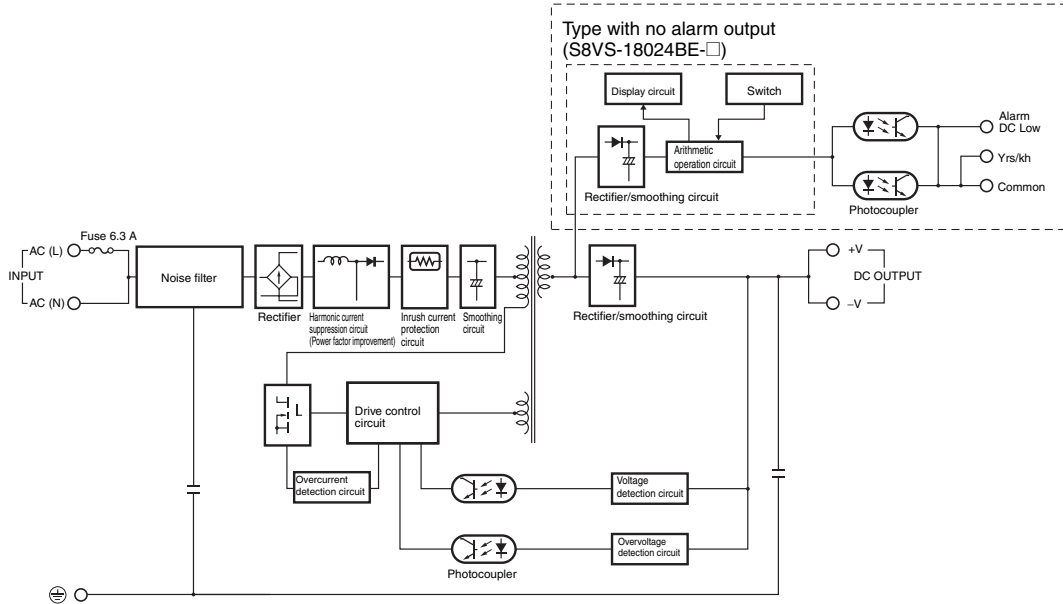 Type with no alarm output
(S8VS-18024BE-□)
Display circuit
Switch
Arithmetic
operation circuit
Rectifier/smoothing circuit
Alarm
DC Low
Yrs/kh
Common
Photocoupler
Fuse 6.3 A
AC (L)
INPUT
AC (N)
Noise filter
Rectifier
Harmonic current
suppression circuit
(Power factor improvement)
Inrush current
protection
circuit
Smoothing
circuit
Rectifier/smoothing circuit
+V
DC OUTPUT
–V
Drive control
circuit
Overcurrent
detection circuit
Voltage
detection circuit
Overvoltage
detection circuit
Photocoupler